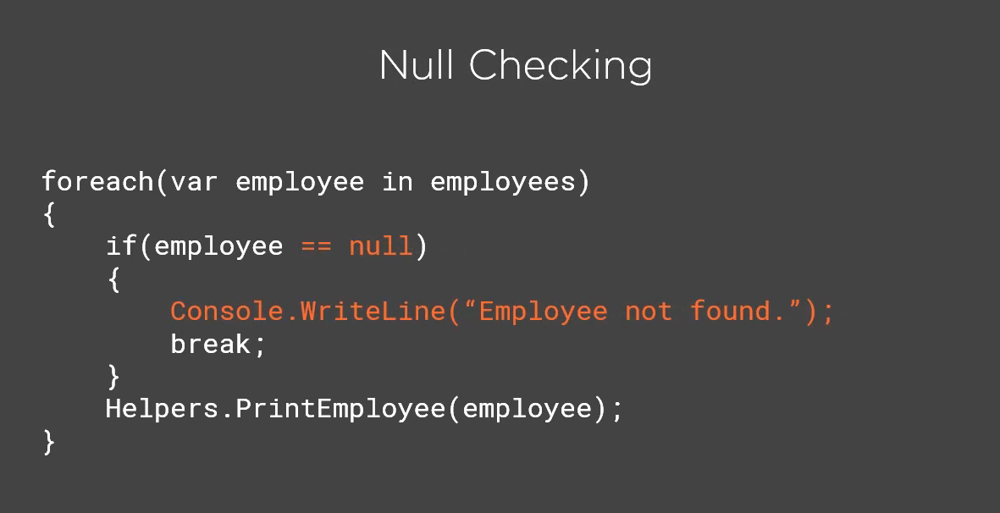 Null Checking
foreach(var employee in employees)
{
    if(employee == null)
    {
        Console.WriteLine(“Employee not found.”);
        break;
    }
    Helpers.PrintEmployee(employee);
}